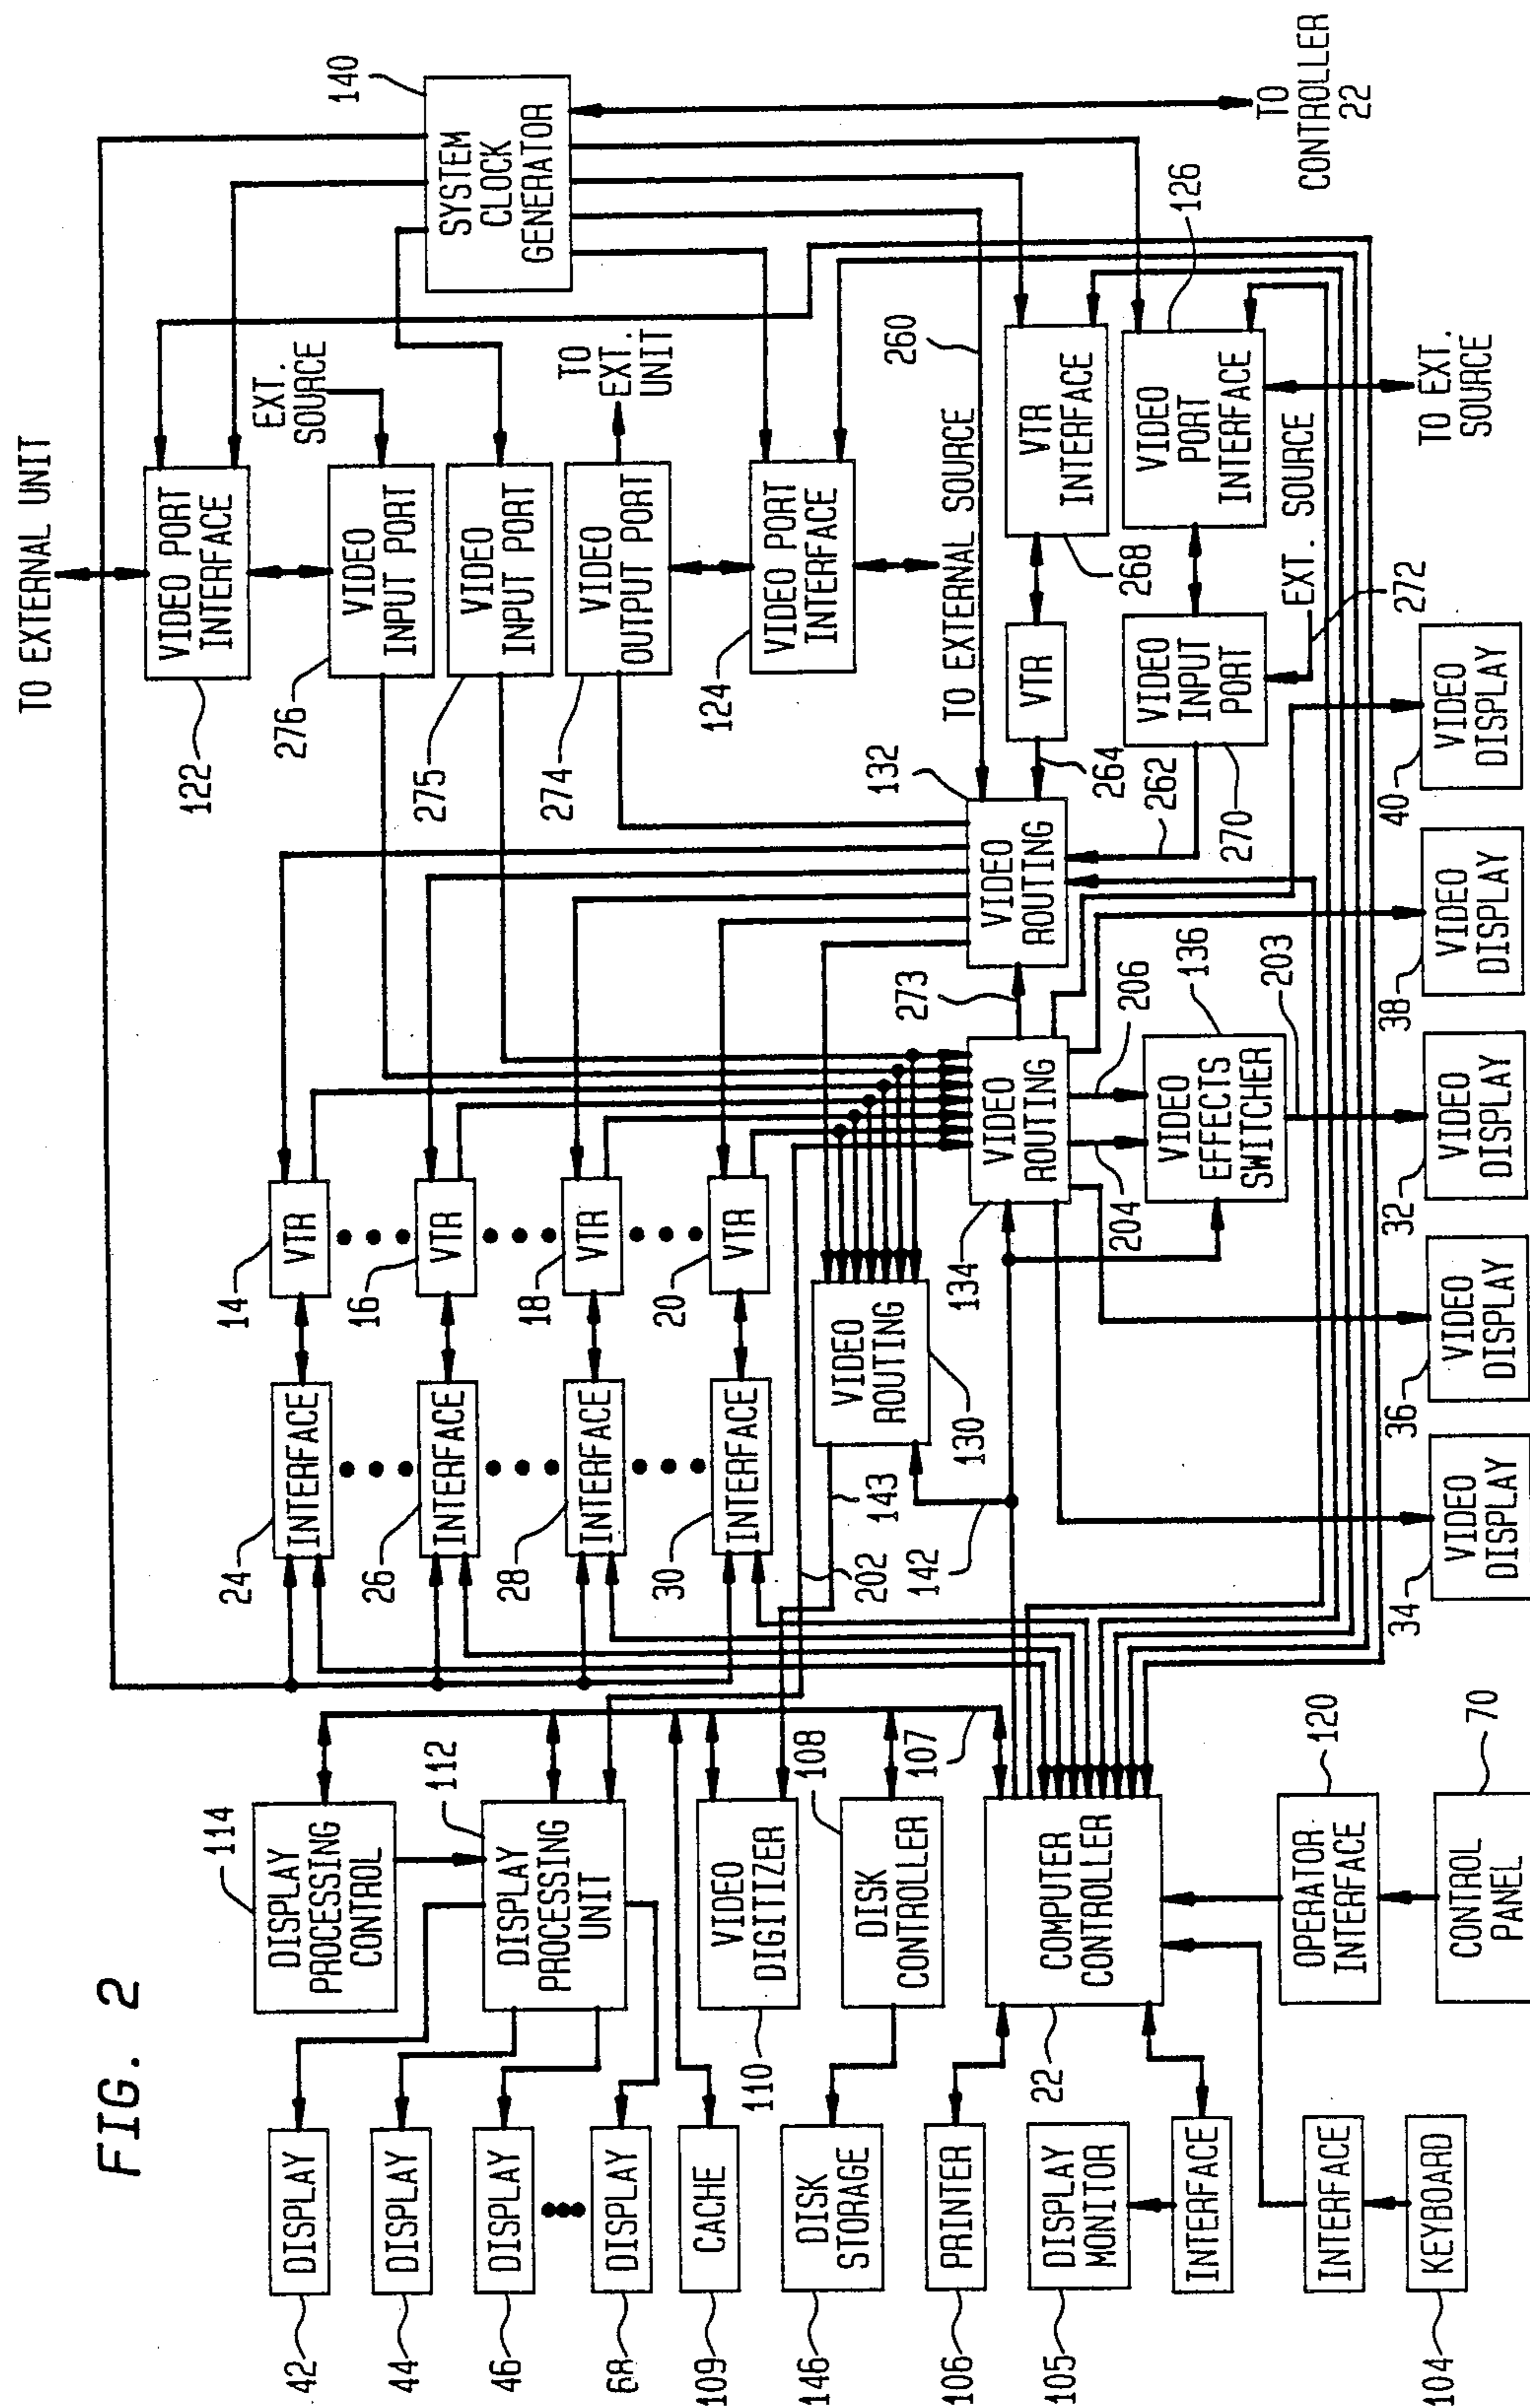 FIG. 2
42
DISPLAY
44
DISPLAY
46
DISPLAY
68
DISPLAY
109
CACHE
146
DISK
STORAGE
106
PRINTER
105
DISPLAY
MONITOR
INTERFACE
INTERFACE
104
KEYBOARD
114
DISPLAY
PROCESSING
CONTROL
112
DISPLAY
PROCESSING
UNIT
110
VIDEO
DIGITIZER
108
DISK
CONTROLLER
107
22
COMPUTER
CONTROLLER
120
OPERATOR
INTERFACE
70
CONTROL
PANEL
24
INTERFACE
26
INTERFACE
28
INTERFACE
30
INTERFACE
14
VTR
16
VTR
18
VTR
20
VTR
202
143
142
VIDEO
ROUTING
130
134
VIDEO
ROUTING
204
206
VIDEO
EFFECTS
SWITCHER
136
203
273
VIDEO
ROUTING
132
264
262
34
VIDEO
DISPLAY
36
VIDEO
DISPLAY
32
VIDEO
DISPLAY
38
VIDEO
DISPLAY
40
VIDEO
DISPLAY
TO EXTERNAL UNIT
122
VIDEO PORT
INTERFACE
276
VIDEO
INPUT PORT
EXT.
SOURCE
275
VIDEO
INPUT PORT
274
VIDEO
OUTPUT PORT
TO
EXT.
UNIT
124
VIDEO PORT
INTERFACE
TO EXTERNAL SOURCE
260
VTR
VTR
INTERFACE
268
270
VIDEO
INPUT
PORT
EXT. SOURCE
272
VIDEO
PORT
INTERFACE
126
TO EXT.
SOURCE
140
SYSTEM
CLOCK
GENERATOR
TO
CONTROLLER
22